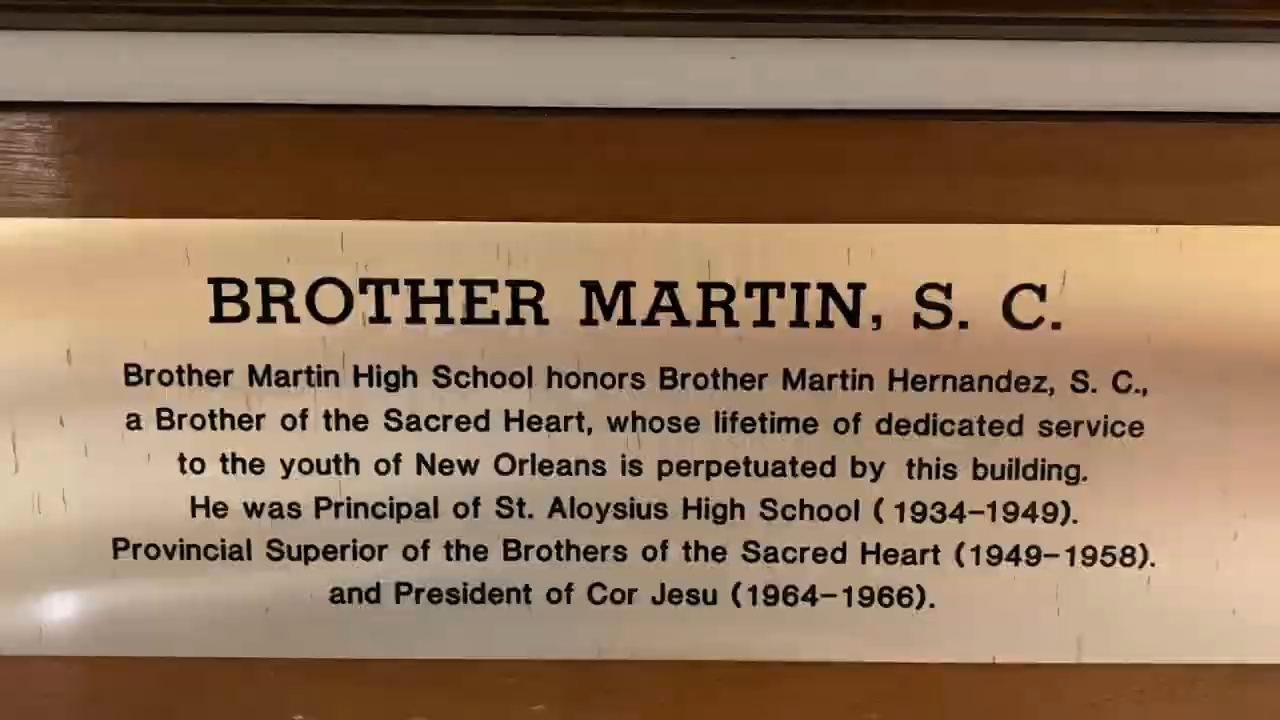 BROTHER MARTIN, S. C.
Brother Martin High School honors Brother Martin Hernandez, S. C.,
a Brother of the Sacred Heart, whose lifetime of dedicated service
to the youth of New Orleans is perpetuated by this building.
He was Principal of St. Aloysius High School ( 1934–1949).
Provincial Superior of the Brothers of the Sacred Heart (1949–1958).
and President of Cor Jesu (1964–1966).